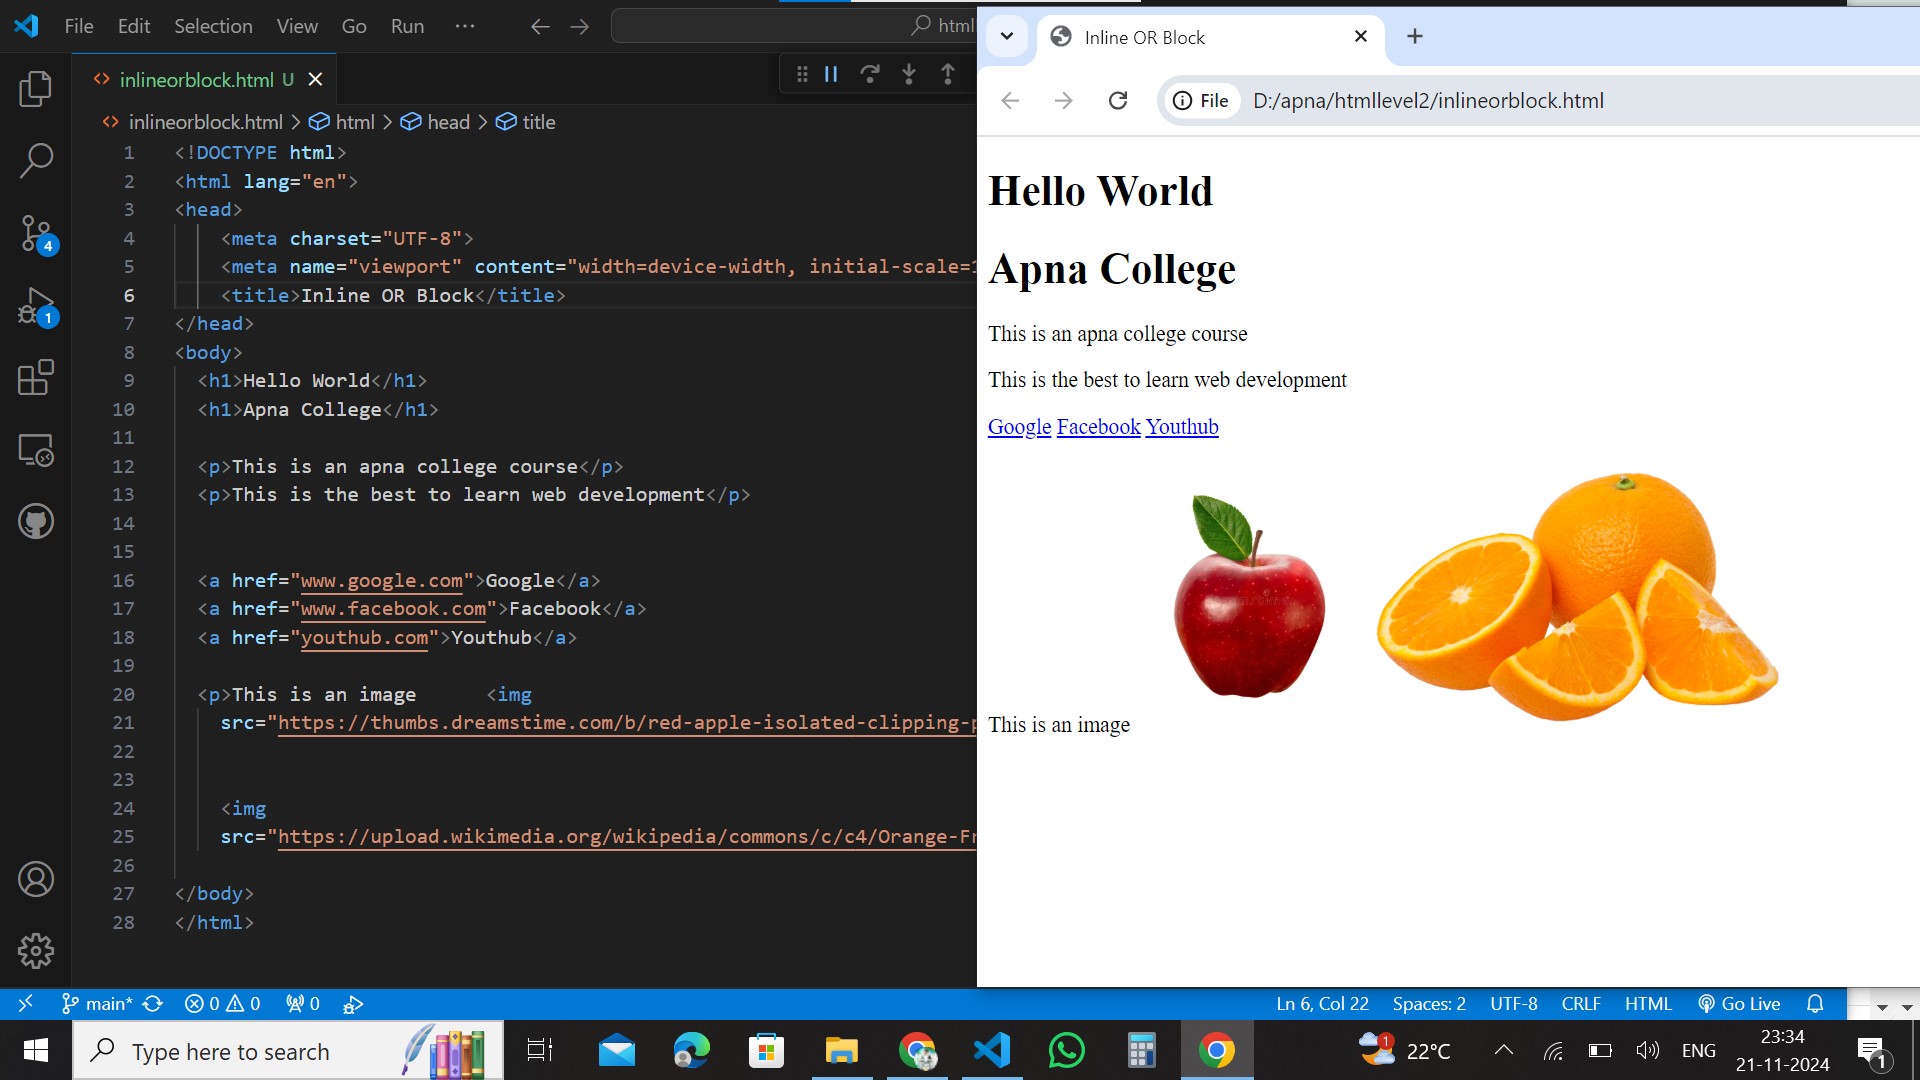 File Edit Selection View Go Run ···
html
inlineorblock.html U
inlineorblock.html > html > head > title
1 <!DOCTYPE html>
2 <html lang="en">
3 <head>
4 <meta charset="UTF-8">
5 <meta name="viewport" content="width=device-width, initial-scale=1
6 <title>Inline OR Block</title>
7 </head>
8 <body>
9 <h1>Hello World</h1>
10 <h1>Apna College</h1>
11
12 <p>This is an apna college course</p>
13 <p>This is the best to learn web development</p>
14
15
16 <a href="www.google.com">Google</a>
17 <a href="www.facebook.com">Facebook</a>
18 <a href="youthub.com">Youthub</a>
19
20 <p>This is an image <img
21 src="https://thumbs.dreamstime.com/b/red-apple-isolated-clipping-p
22
23
24 <img
25 src="https://upload.wikimedia.org/wikipedia/commons/c/c4/Orange-Fr
26
27 </body>
28 </html>
4
1
Inline OR Block
File D:/apna/htmllevel2/inlineorblock.html
Hello World
Apna College
This is an apna college course
This is the best to learn web development
Google Facebook Youthub
This is an image
main* 0 0 0
Ln 6, Col 22 Spaces: 2 UTF-8 CRLF HTML Go Live
Type here to search
1
22°C
ENG
23:34
21-11-2024
1